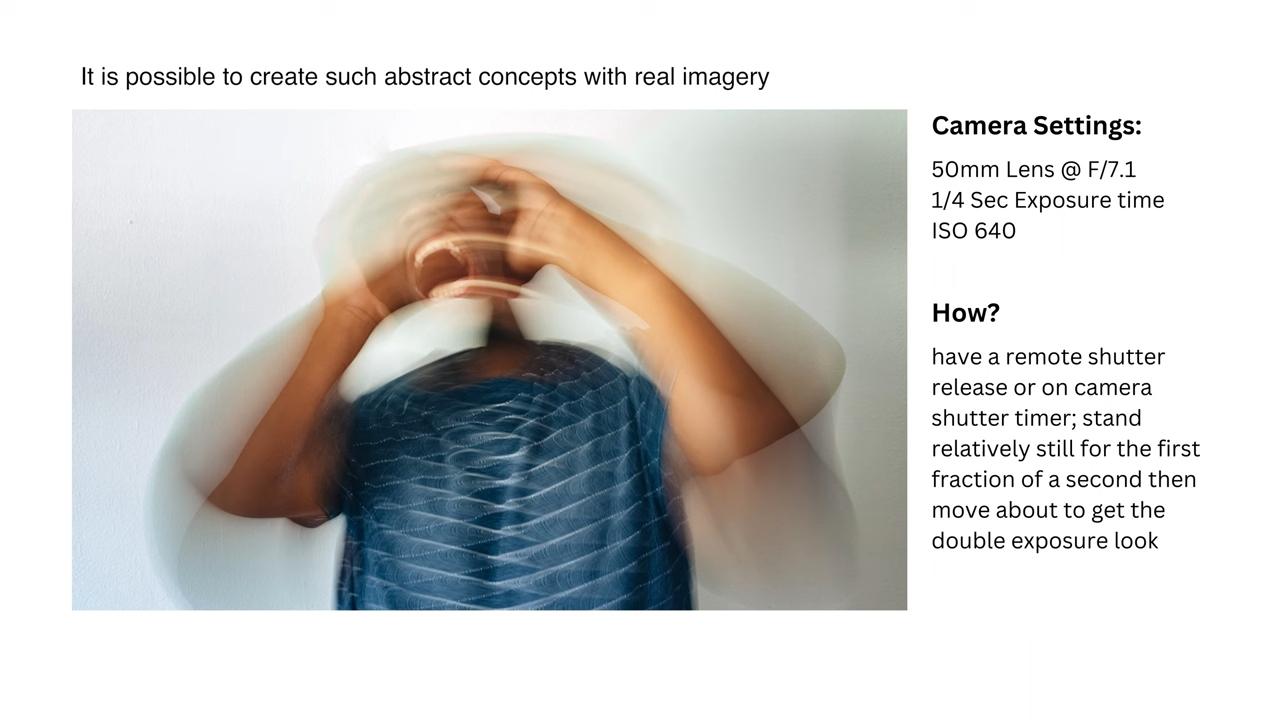 It is possible to create such abstract concepts with real imagery
Camera Settings:
50mm Lens @ F/7.1
1/4 Sec Exposure time
ISO 640
How?
have a remote shutter
release or on camera
shutter timer; stand
relatively still for the first
fraction of a second then
move about to get the
double exposure look